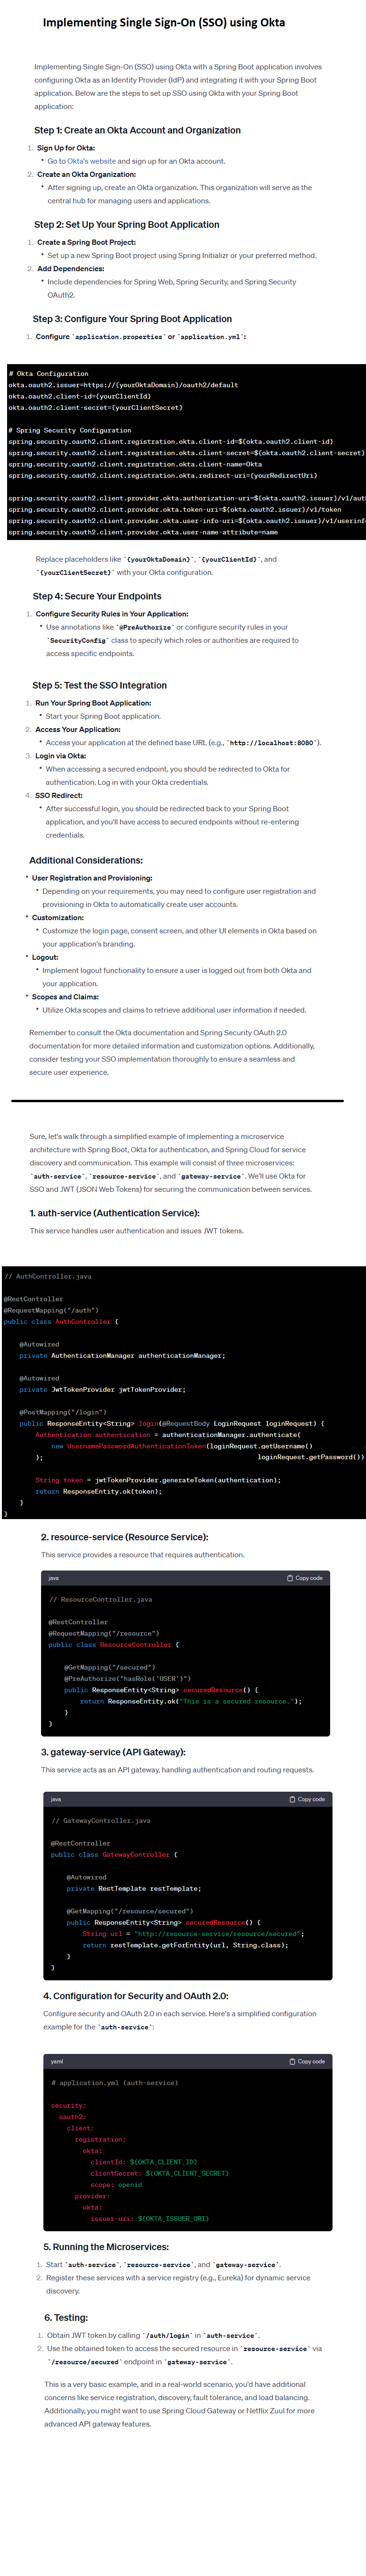 Implementing Single Sign-On (SSO) using Okta
Implementing Single Sign-On (SSO) using Okta with a Spring Boot application involves
configuring Okta as an Identity Provider (IdP) and integrating it with your Spring Boot
application. Below are the steps to set up SSO using Okta with your Spring Boot
application:
Step 1: Create an Okta Account and Organization
1. Sign Up for Okta:
• Go to Okta's website and sign up for an Okta account.
2. Create an Okta Organization:
• After signing up, create an Okta organization. This organization will serve as the
central hub for managing users and applications.
Step 2: Set Up Your Spring Boot Application
1. Create a Spring Boot Project:
• Set up a new Spring Boot project using Spring Initializr or your preferred method.
2. Add Dependencies:
• Include dependencies for Spring Web, Spring Security, and Spring Security
OAuth2.
Step 3: Configure Your Spring Boot Application
1. Configure `application.properties` or `application.yml`:
# Okta Configuration
okta.oauth2.issuer=https://{yourOktaDomain}/oauth2/default
okta.oauth2.client-id={yourClientId}
okta.oauth2.client-secret={yourClientSecret}
# Spring Security Configuration
spring.security.oauth2.client.registration.okta.client-id=${okta.oauth2.client-id}
spring.security.oauth2.client.registration.okta.client-secret=${okta.oauth2.client-secret}
spring.security.oauth2.client.registration.okta.client-name=Okta
spring.security.oauth2.client.registration.okta.redirect-uri={yourRedirectUri}
spring.security.oauth2.client.provider.okta.authorization-uri=${okta.oauth2.issuer}/v1/aut
spring.security.oauth2.client.provider.okta.token-uri=${okta.oauth2.issuer}/v1/token
spring.security.oauth2.client.provider.okta.user-info-uri=${okta.oauth2.issuer}/v1/userinf
spring.security.oauth2.client.provider.okta.user-name-attribute=name
Replace placeholders like `{yourOktaDomain}`, `{yourClientId}`, and
`{yourClientSecret}` with your Okta configuration.
Step 4: Secure Your Endpoints
1. Configure Security Rules in Your Application:
• Use annotations like `@PreAuthorize` or configure security rules in your
`SecurityConfig` class to specify which roles or authorities are required to
access specific endpoints.
Step 5: Test the SSO Integration
1. Run Your Spring Boot Application:
• Start your Spring Boot application.
2. Access Your Application:
• Access your application at the defined base URL (e.g., `http://localhost:8080`).
3. Login via Okta:
• When accessing a secured endpoint, you should be redirected to Okta for
authentication. Log in with your Okta credentials.
4. SSO Redirect:
• After successful login, you should be redirected back to your Spring Boot
application, and you'll have access to secured endpoints without re-entering
credentials.
Additional Considerations:
• User Registration and Provisioning:
• Depending on your requirements, you may need to configure user registration and
provisioning in Okta to automatically create user accounts.
• Customization:
• Customize the login page, consent screen, and other UI elements in Okta based on
your application's branding.
• Logout:
• Implement logout functionality to ensure a user is logged out from both Okta and
your application.
• Scopes and Claims:
• Utilize Okta scopes and claims to retrieve additional user information if needed.
Remember to consult the Okta documentation and Spring Security OAuth 2.0
documentation for more detailed information and customization options. Additionally,
consider testing your SSO implementation thoroughly to ensure a seamless and
secure user experience.
Sure, let's walk through a simplified example of implementing a microservice
architecture with Spring Boot, Okta for authentication, and Spring Cloud for service
discovery and communication. This example will consist of three microservices:
`auth-service`, `resource-service`, and `gateway-service`. We'll use Okta for
SSO and JWT (JSON Web Tokens) for securing the communication between services.
1. auth-service (Authentication Service):
This service handles user authentication and issues JWT tokens.
// AuthController.java
@RestController
@RequestMapping("/auth")
public class AuthController {
@Autowired
private AuthenticationManager authenticationManager;
@Autowired
private JwtTokenProvider jwtTokenProvider;
@PostMapping("/login")
public ResponseEntity<String> login(@RequestBody LoginRequest loginRequest) {
Authentication authentication = authenticationManager.authenticate(
new UsernamePasswordAuthenticationToken(loginRequest.getUsername()
);
loginRequest.getPassword())
String token = jwtTokenProvider.generateToken(authentication);
return ResponseEntity.ok(token);
}
}
2. resource-service (Resource Service):
This service provides a resource that requires authentication.
java
Copy code
// ResourceController.java
@RestController
@RequestMapping("/resource")
public class ResourceController {
@GetMapping("/secured")
@PreAuthorize("hasRole('USER')")
public ResponseEntity<String> securedResource() {
return ResponseEntity.ok("This is a secured resource.");
}
}
3. gateway-service (API Gateway):
This service acts as an API gateway, handling authentication and routing requests.
java
Copy code
// GatewayController.java
@RestController
public class GatewayController {
@Autowired
private RestTemplate restTemplate;
@GetMapping("/resource/secured")
public ResponseEntity<String> securedResource() {
String url = "http://resource-service/resource/secured";
return restTemplate.getForEntity(url, String.class);
}
}
4. Configuration for Security and OAuth 2.0:
Configure security and OAuth 2.0 in each service. Here's a simplified configuration
example for the `auth-service`:
yaml
Copy code
# application.yml (auth-service)
security:
oauth2:
client:
registration:
okta:
clientId: ${OKTA_CLIENT_ID}
clientSecret: ${OKTA_CLIENT_SECRET}
scope: openid
provider:
okta:
issuer-uri: ${OKTA_ISSUER_URI}
5. Running the Microservices:
1. Start `auth-service`, `resource-service`, and `gateway-service`.
2. Register these services with a service registry (e.g., Eureka) for dynamic service
discovery.
6. Testing:
1. Obtain JWT token by calling `/auth/login` in `auth-service`.
2. Use the obtained token to access the secured resource in `resource-service` via
`/resource/secured` endpoint in `gateway-service`.
This is a very basic example, and in a real-world scenario, you'd have additional
concerns like service registration, discovery, fault tolerance, and load balancing.
Additionally, you might want to use Spring Cloud Gateway or Netflix Zuul for more
advanced API gateway features.